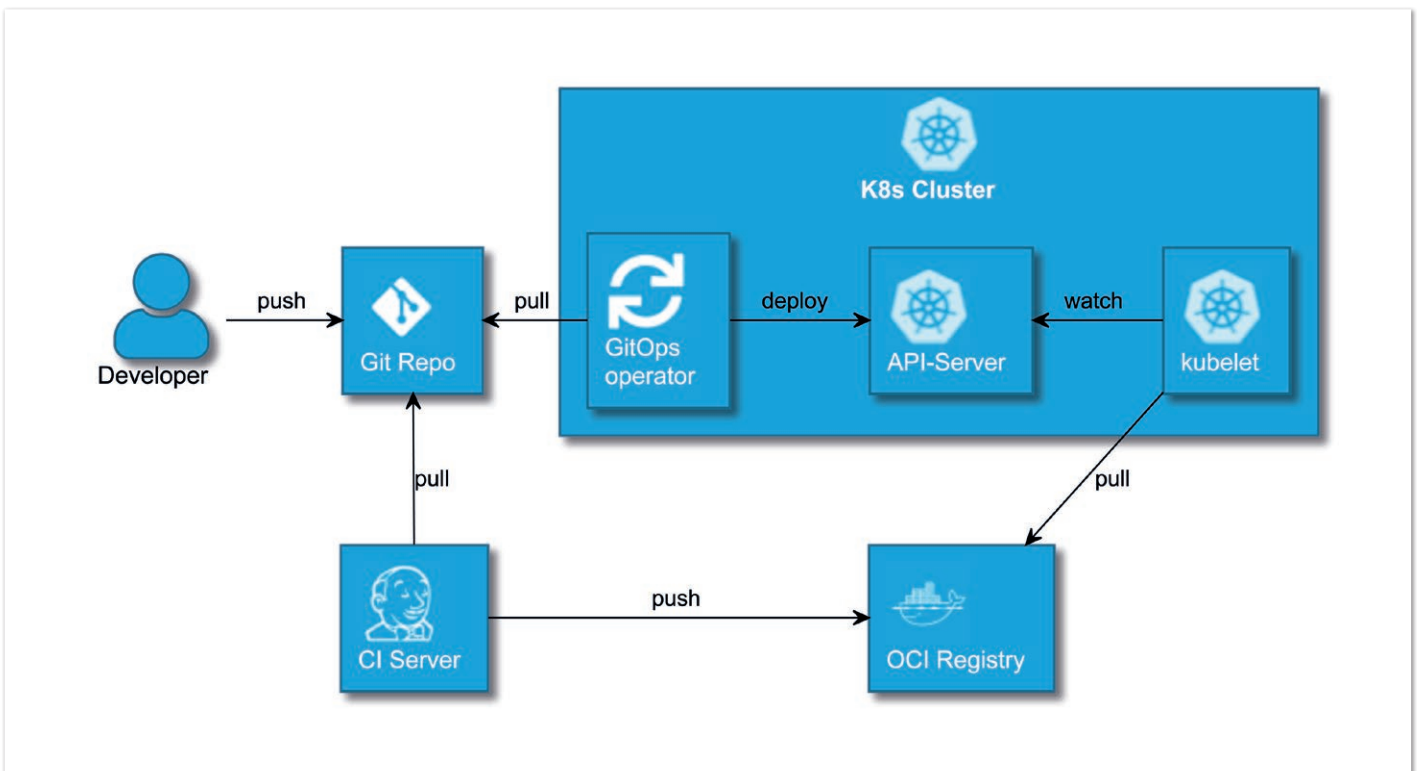 K8s Cluster
Developer
push
Git Repo
pull
GitOps
operator
deploy
API-Server
watch
kubelet
pull
pull
CI Server
push
OCI Registry